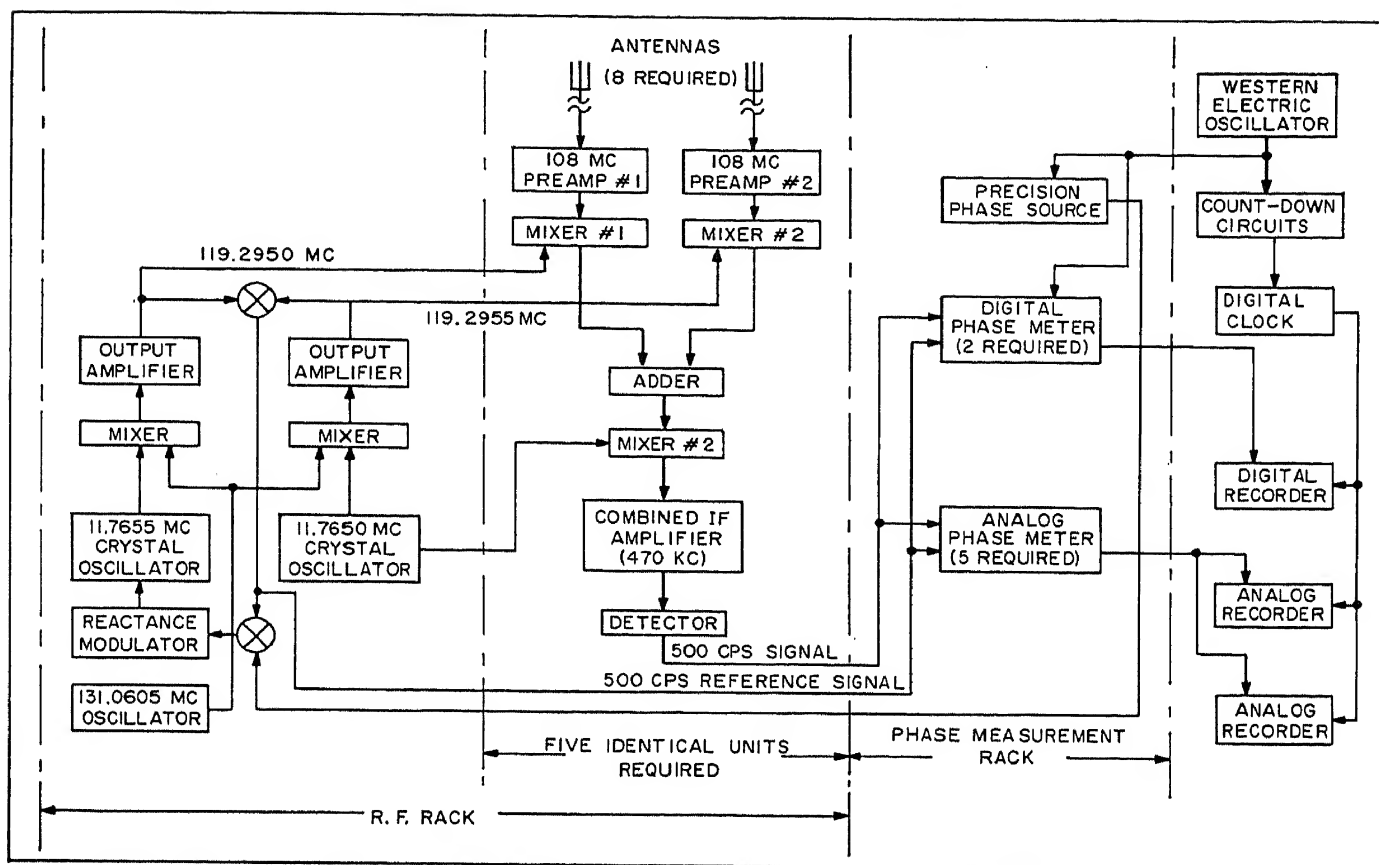 ANTENNAS
(8 REQUIRED)
108 MC
PREAMP #1
108 MC
PREAMP #2
MIXER #1
MIXER #2
119.2950 MC
119.2955 MC
OUTPUT
AMPLIFIER
OUTPUT
AMPLIFIER
MIXER
MIXER
11.7655 MC
CRYSTAL
OSCILLATOR
11.7650 MC
CRYSTAL
OSCILLATOR
REACTANCE
MODULATOR
131.0605 MC
OSCILLATOR
ADDER
MIXER #2
COMBINED IF
AMPLIFIER
(470 KC)
DETECTOR
500 CPS SIGNAL
500 CPS REFERENCE SIGNAL
WESTERN
ELECTRIC
OSCILLATOR
PRECISION
PHASE SOURCE
COUNT-DOWN
CIRCUITS
DIGITAL
PHASE METER
(2 REQUIRED)
DIGITAL
CLOCK
DIGITAL
RECORDER
ANALOG
PHASE METER
(5 REQUIRED)
ANALOG
RECORDER
ANALOG
RECORDER
FIVE IDENTICAL UNITS
REQUIRED
PHASE MEASUREMENT
RACK
R.F. RACK